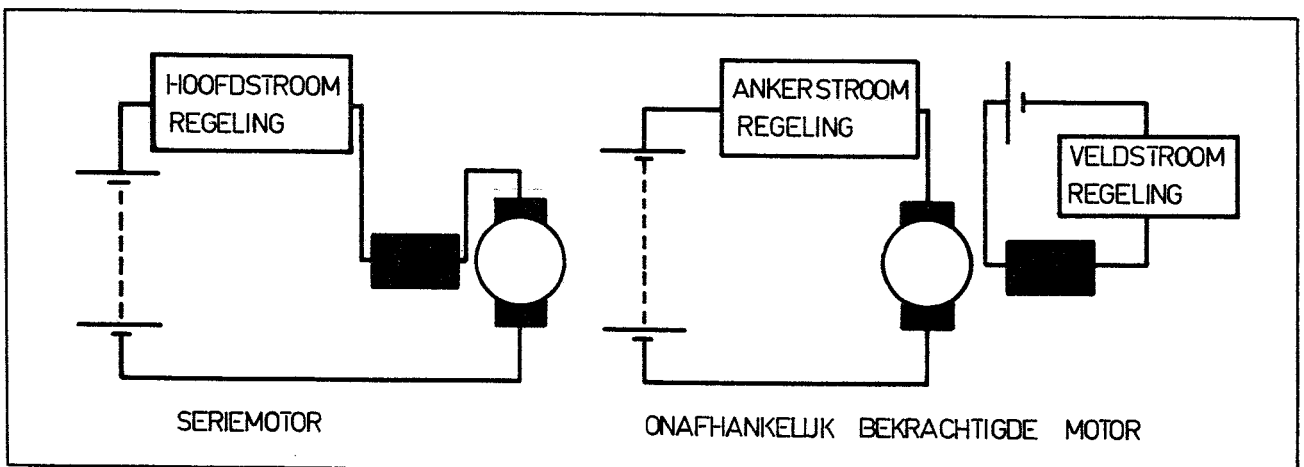 HOOFDSTROOM
REGELING
SERIEMOTOR
ANKERSTROOM
REGELING
VELDSTROOM
REGELING
ONAFHANKELIJK BEKRACHTIGDE MOTOR